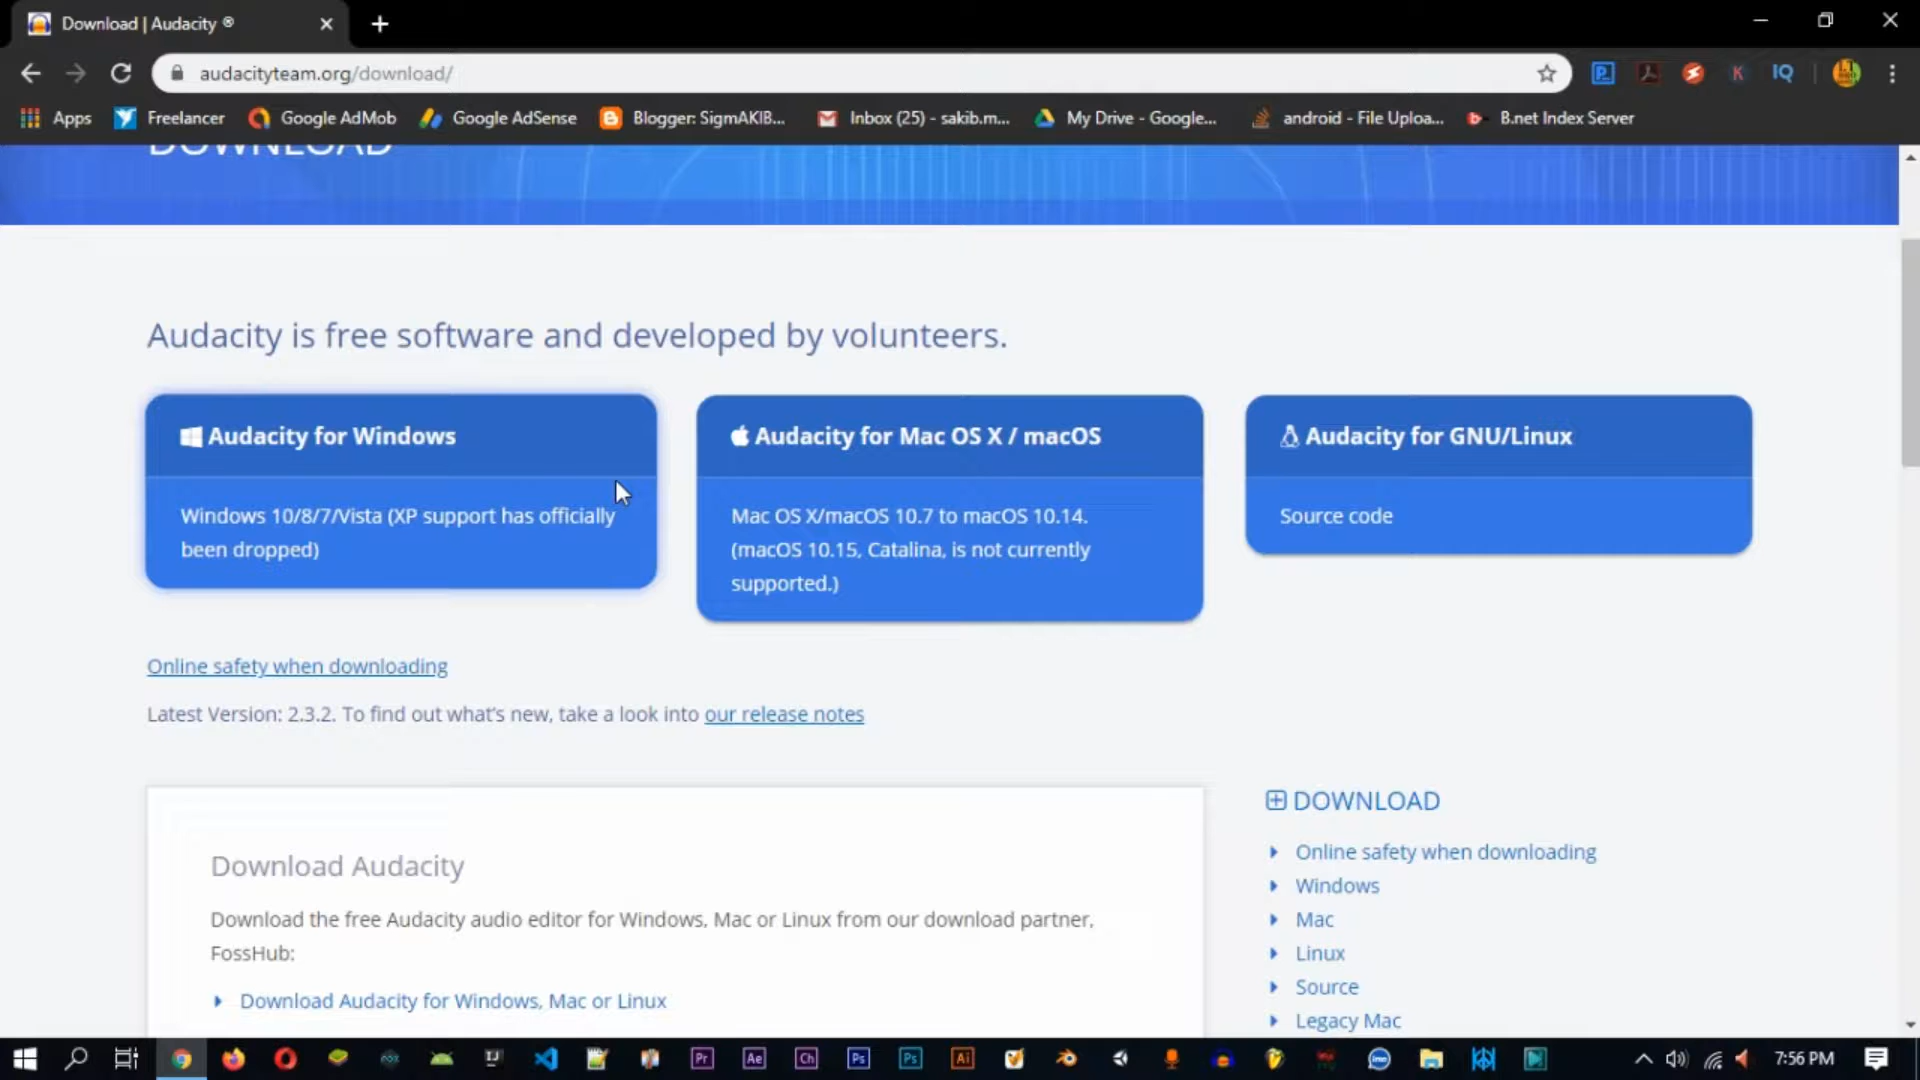 Download | Audacity ®
audacityteam.org/download/
Apps Freelancer Google AdMob Google AdSense Blogger: SigmAKIB... Inbox (25) - sakib.m... My Drive - Google... android - File Uploa... B.net Index Server
DOWNLOAD
Audacity is free software and developed by volunteers.
Audacity for Windows
Windows 10/8/7/Vista (XP support has officially
been dropped)
Audacity for Mac OS X / macOS
Mac OS X/macOS 10.7 to macOS 10.14.
(macOS 10.15, Catalina, is not currently
supported.)
Audacity for GNU/Linux
Source code
Online safety when downloading
Latest Version: 2.3.2. To find out what's new, take a look into our release notes
Download Audacity
Download the free Audacity audio editor for Windows, Mac or Linux from our download partner,
FossHub:
Download Audacity for Windows, Mac or Linux
DOWNLOAD
Online safety when downloading
Windows
Mac
Linux
Source
Legacy Mac
7:56 PM